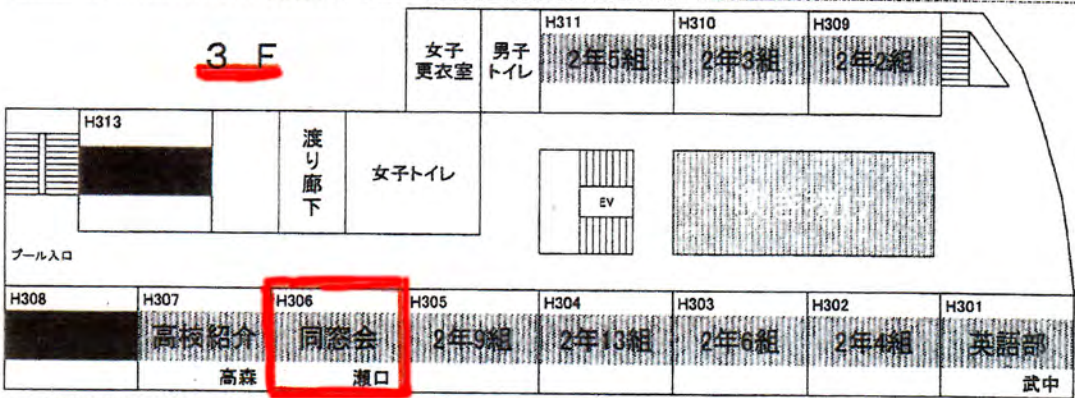 3 F
女子
更衣室
男子
トイレ
H311
2年5組
H310
2年3組
H309
2年2組
H313
渡り廊下
女子トイレ
EV
吹き抜け
プール入口
H308
H307
高校紹介
高森
H306
同窓会
瀬口
H305
2年9組
H304
2年13組
H303
2年6組
H302
2年4組
H301
英語部
武中